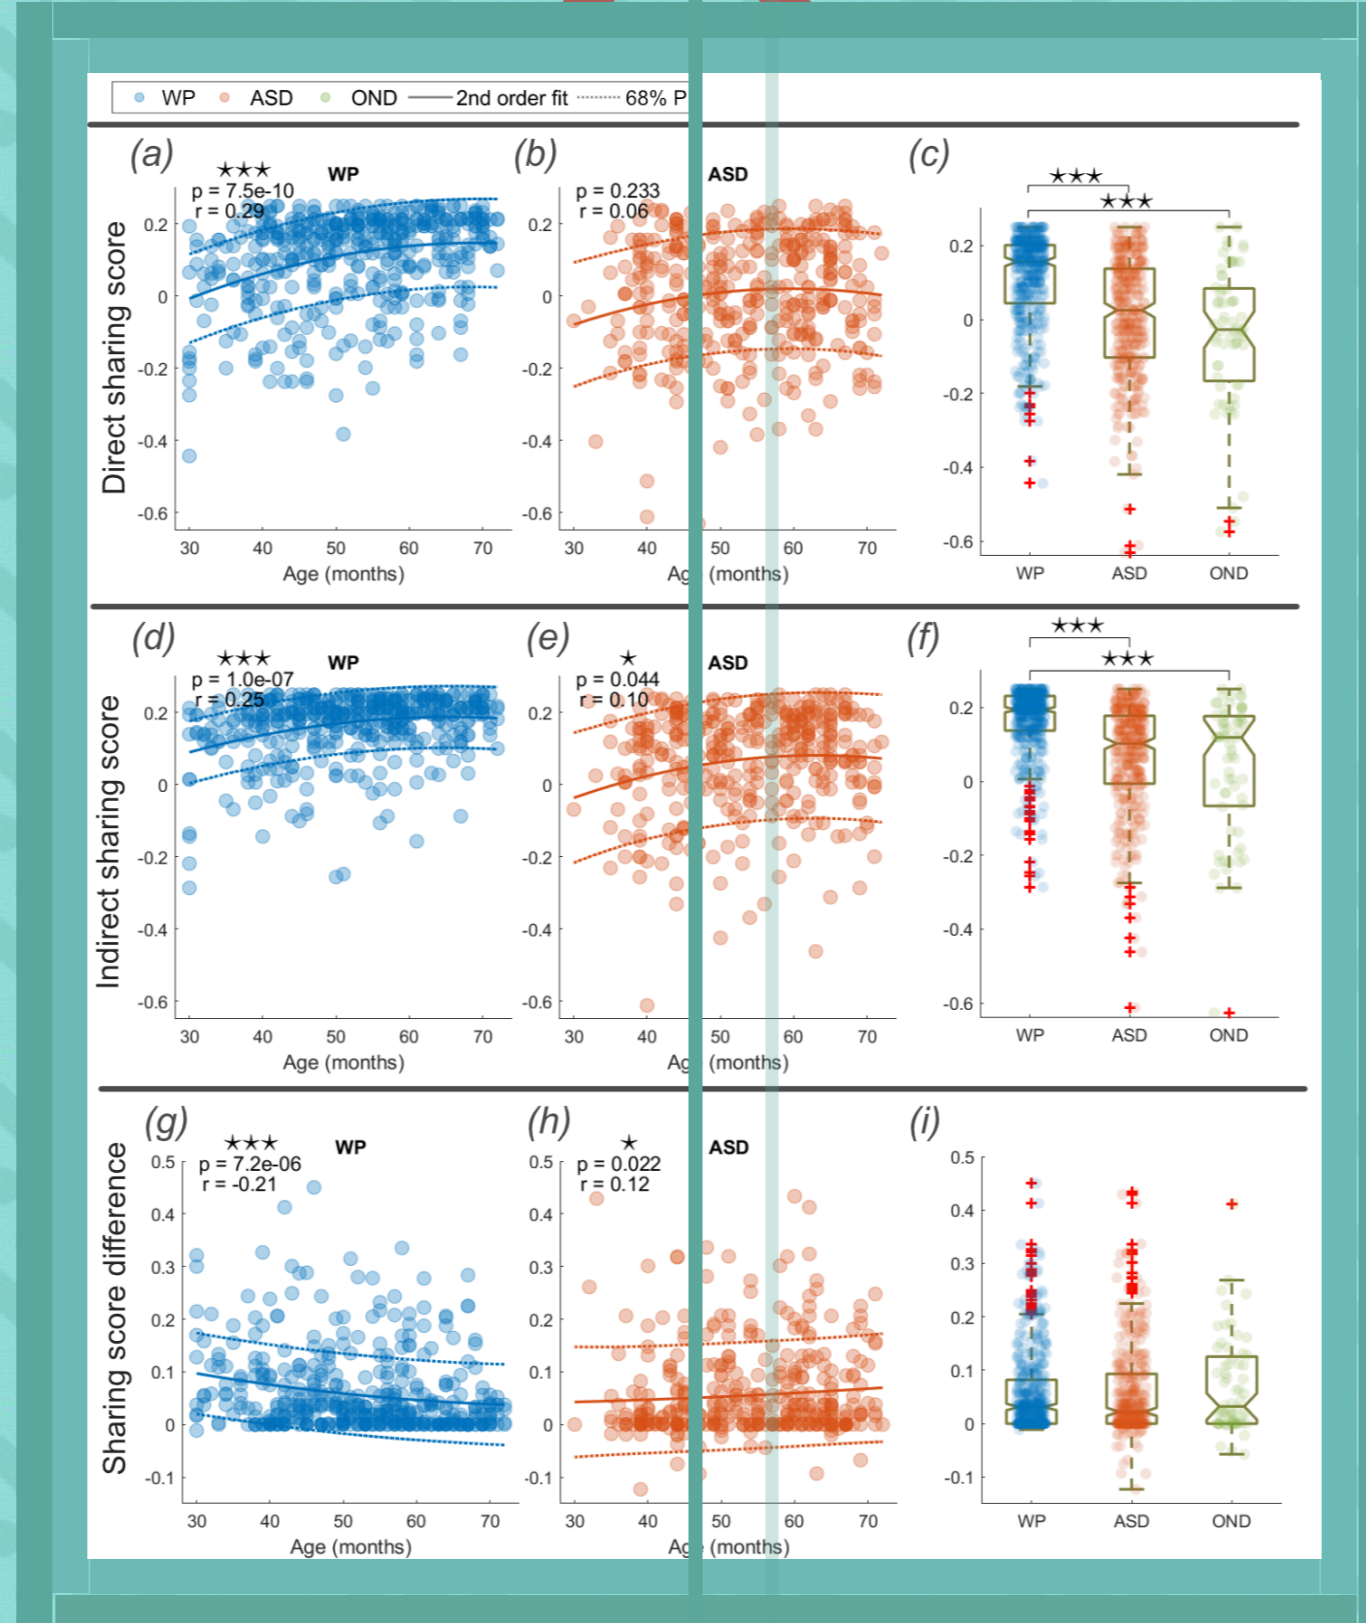 WP ASD OND 2nd order fit 68% P
(a) (b) (c)
★★★ WP
p = 7.5e-10
r = 0.29
ASD
p = 0.233
r = 0.06
★★★
★★★
Direct sharing score
0.2
0
-0.2
-0.4
-0.6
30 40 50 60 70
Age (months)
0.2
0
-0.2
-0.4
-0.6
30 40 50 60 70
(months)
0.2
0
-0.2
-0.4
-0.6
WP ASD OND
(d) (e) (f)
★★★ WP
p = 1.0e-07
r = 0.25
★ ASD
p = 0.044
r = 0.10
★★★
★★★
Indirect sharing score
0.2
0
-0.2
-0.4
-0.6
30 40 50 60 70
Age (months)
0.2
0
-0.2
-0.4
-0.6
30 40 50 60 70
(months)
0.2
0
-0.2
-0.4
-0.6
WP ASD OND
(g) (h) (i)
★★★ WP
p = 7.2e-06
r = -0.21
★ ASD
p = 0.022
r = 0.12
Sharing score difference
0.5
0.4
0.3
0.2
0.1
0
-0.1
30 40 50 60 70
Age (months)
0.5
0.4
0.3
0.2
0.1
0
-0.1
30 40 50 60 70
(months)
0.5
0.4
0.3
0.2
0.1
0
-0.1
WP ASD OND